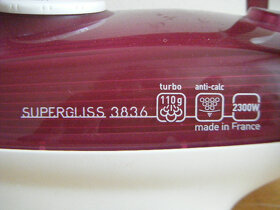 turbo anti-calc
110g 2300W
SUPERGLISS 3836
made in France